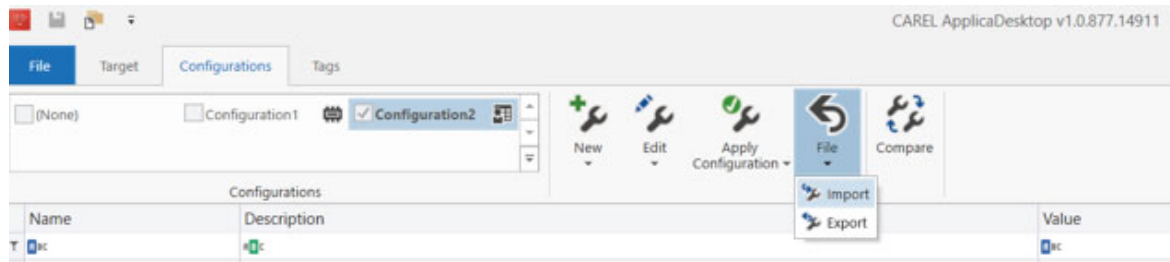 CAREL ApplicaDesktop v1.0.877.14911
File Target Configurations Tags
(None) Configuration1 Configuration2
New Edit Apply Configuration File Compare
Import
Export
Configurations
Name Description Value